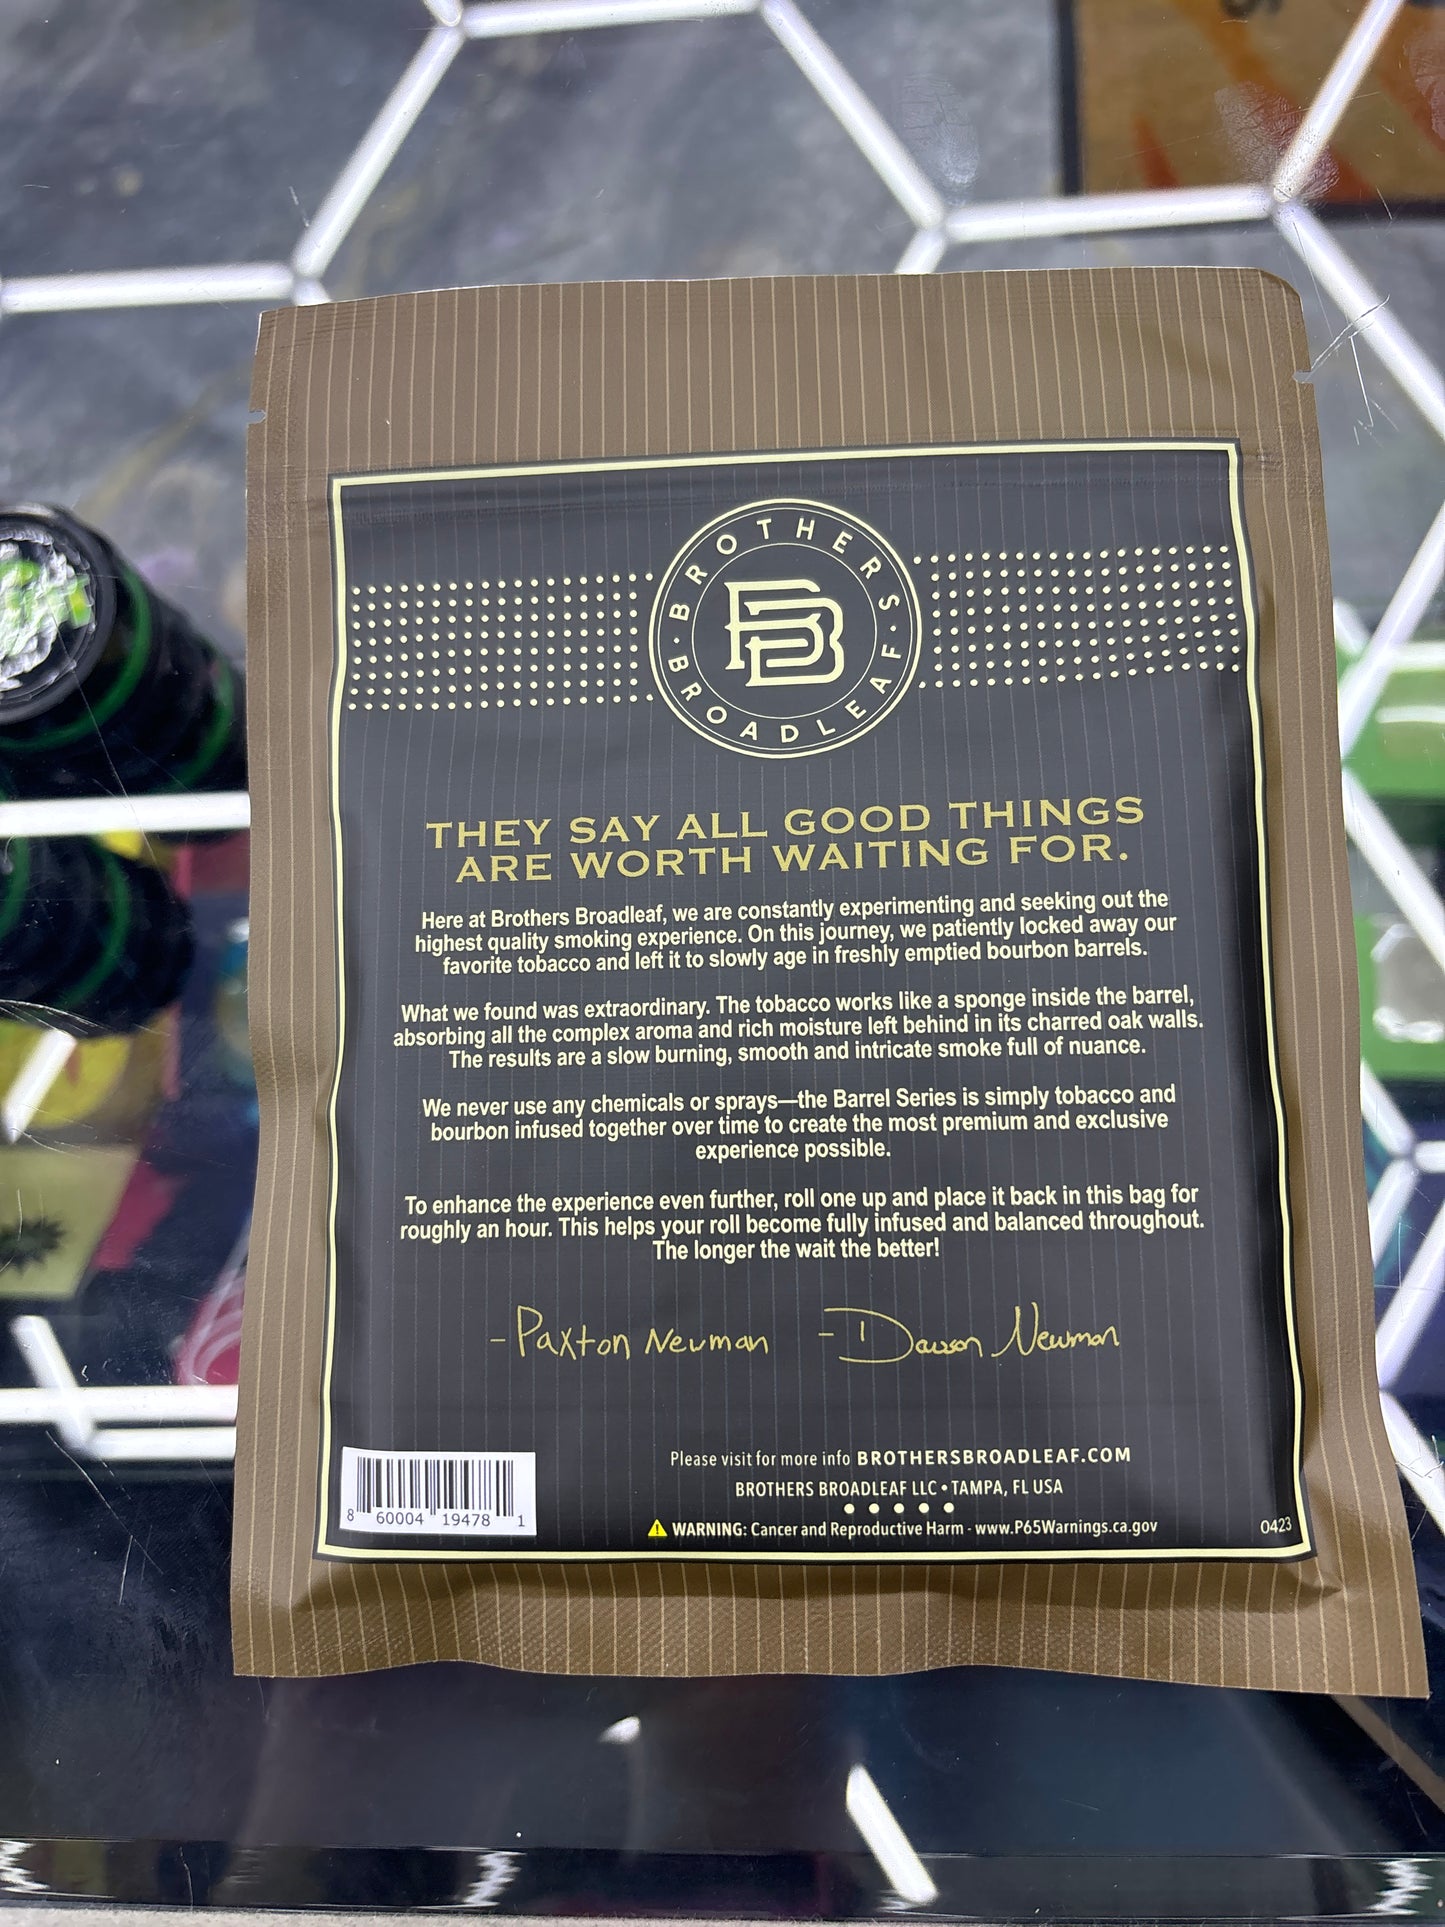 BROTHERS
BB
BROADLEAF
THEY SAY ALL GOOD THINGS
ARE WORTH WAITING FOR.
Here at Brothers Broadleaf, we are constantly experimenting and seeking out the
highest quality smoking experience. On this journey, we patiently locked away our
favorite tobacco and left it to slowly age in freshly emptied bourbon barrels.
What we found was extraordinary. The tobacco works like a sponge inside the barrel,
absorbing all the complex aroma and rich moisture left behind in its charred oak walls.
The results are a slow burning, smooth and intricate smoke full of nuance.
We never use any chemicals or sprays—the Barrel Series is simply tobacco and
bourbon infused together over time to create the most premium and exclusive
experience possible.
To enhance the experience even further, roll one up and place it back in this bag for
roughly an hour. This helps your roll become fully infused and balanced throughout.
The longer the wait the better!
-Paxton Newman -Dawson Newman
Please visit for more info BROTHERSBROADLEAF.COM
BROTHERS BROADLEAF LLC • TAMPA, FL USA
8 60004 19478 1
WARNING: Cancer and Reproductive Harm - www.P65Warnings.ca.gov
0423